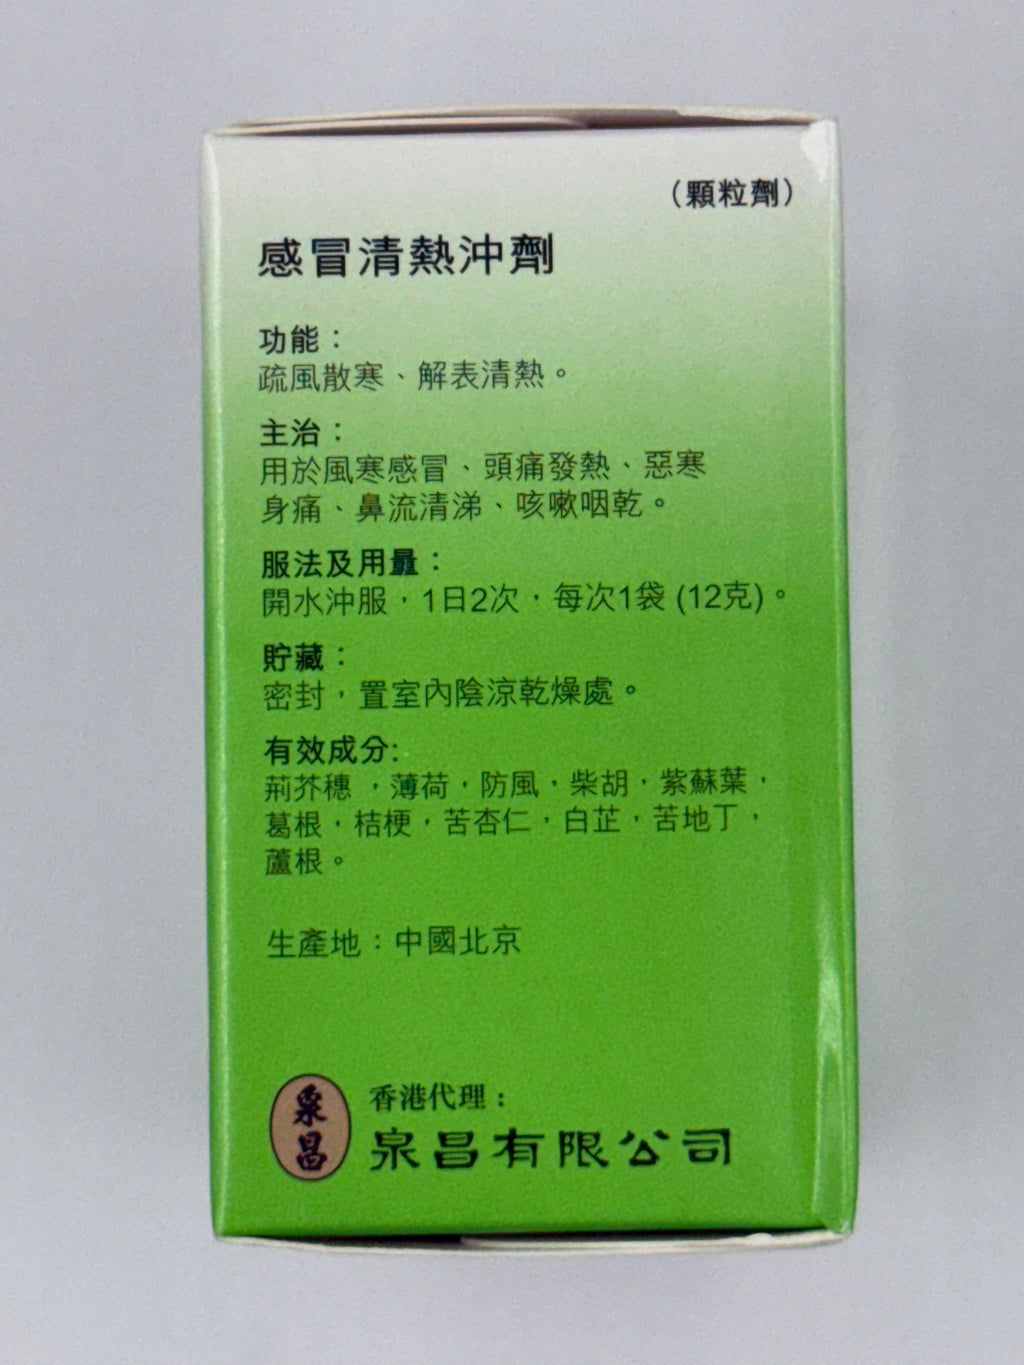 （顆粒劑）
感冒清熱沖劑
功能：
疏風散寒、解表清熱。
主治：
用於風寒感冒、頭痛發熱、惡寒
身痛、鼻流清涕、咳嗽咽乾。
服法及用量：
開水沖服，1日2次，每次1袋 (12克)。
貯藏：
密封，置室內陰涼乾燥處。
有效成分:
荊芥穗 ，薄荷，防風，柴胡，紫蘇葉，
葛根，桔梗，苦杏仁，白芷，苦地丁，
蘆根。
生產地：中國北京
泉昌
香港代理：
泉昌有限公司